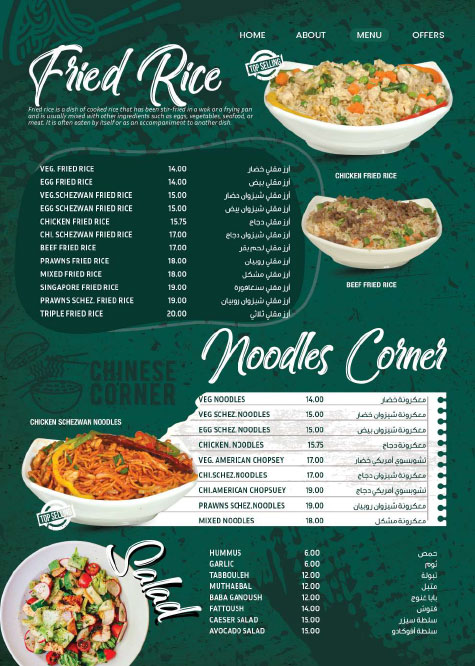 HOME ABOUT MENU OFFERS
Fried Rice
TOP SELLING
Fried rice is a dish of cooked rice that has been stir-fried in a wok or a frying pan
and is usually mixed with other ingredients such as eggs, vegetables, seafood, or
meat. It is often eaten by itself or as an accompaniment to another dish.
CHICKEN FRIED RICE
VEG. FRIED RICE 14.00 أرز مقلي خضار
EGG FRIED RICE 14.00 أرز مقلي بيض
VEG.SCHEZWAN FRIED RICE 15.00 أرز مقلي شيزوان خضار
EGG SCHEZWAN FRIED RICE 15.00 أرز مقلي شيزوان بيض
CHICKEN FRIED RICE 15.75 أرز مقلي دجاج
CHI. SCHEZWAN FRIED RICE 17.00 أرز مقلي شيزوان دجاج
BEEF FRIED RICE 17.00 أرز مقلي لحم بقر
PRAWNS FRIED RICE 18.00 أرز مقلي روبيان
MIXED FRIED RICE 18.00 أرز مقلي مشكل
SINGAPORE FRIED RICE 19.00 أرز مقلي سنغافورة
PRAWNS SCHEZ. FRIED RICE 19.00 أرز مقلي شيزوان روبيان
TRIPLE FRIED RICE 20.00 أرز مقلي ثلاثي
BEEF FRIED RICE
Noodles Corner
CHINESE
CORNER
CHICKEN SCHEZWAN NOODLES
TOP SELLING
VEG NOODLES 14.00 معكرونة خضار
VEG SCHEZ.NOODLES 15.00 معكرونة شيزوان خضار
EGG SCHEZ.NOODLES 15.00 معكرونة شيزوان بيض
CHICKEN. NOODLES 15.75 معكرونة دجاج
VEG. AMERICAN CHOPSEY 17.00 تشوبسوي أمريكي خضار
CHI.SCHEZ.NOODLES 17.00 معكرونة شيزوان دجاج
CHI.AMERICAN CHOPSUEY 19.00 تشوبسوي أمريكي دجاج
PRAWNS SCHEZ.NOODLES 19.00 معكرونة شيزوان روبيان
MIXED NOODLES 18.00 معكرونة مشكل
Salad
HUMMUS 6.00 حمص
GARLIC 6.00 ثوم
TABBOULEH 12.00 تبولة
MUTHAEBAL 12.00 متبل
BABA GANOUSH 12.00 بابا غنوج
FATTOUSH 14.00 فتوش
CAESER SALAD 15.00 سلطة سيزر
AVOCADO SALAD 15.00 سلطة أفوكادو